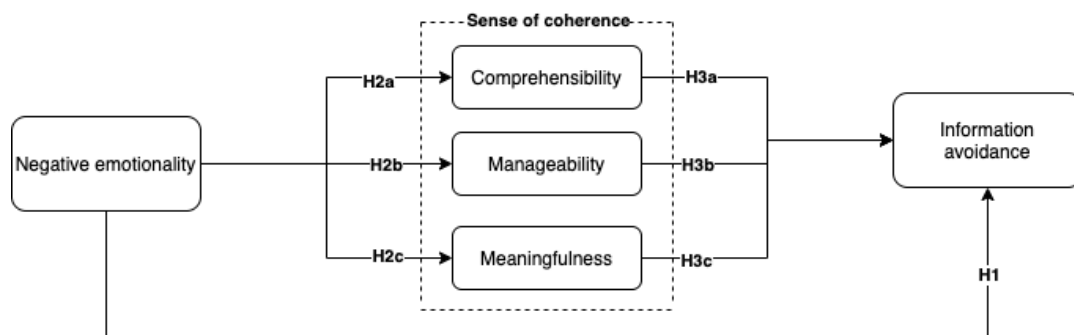 Sense of coherence
H2a
Comprehensibility
H3a
Negative emotionality
H2b
Manageability
H3b
Information
avoidance
H2c
Meaningfulness
H3c
H1